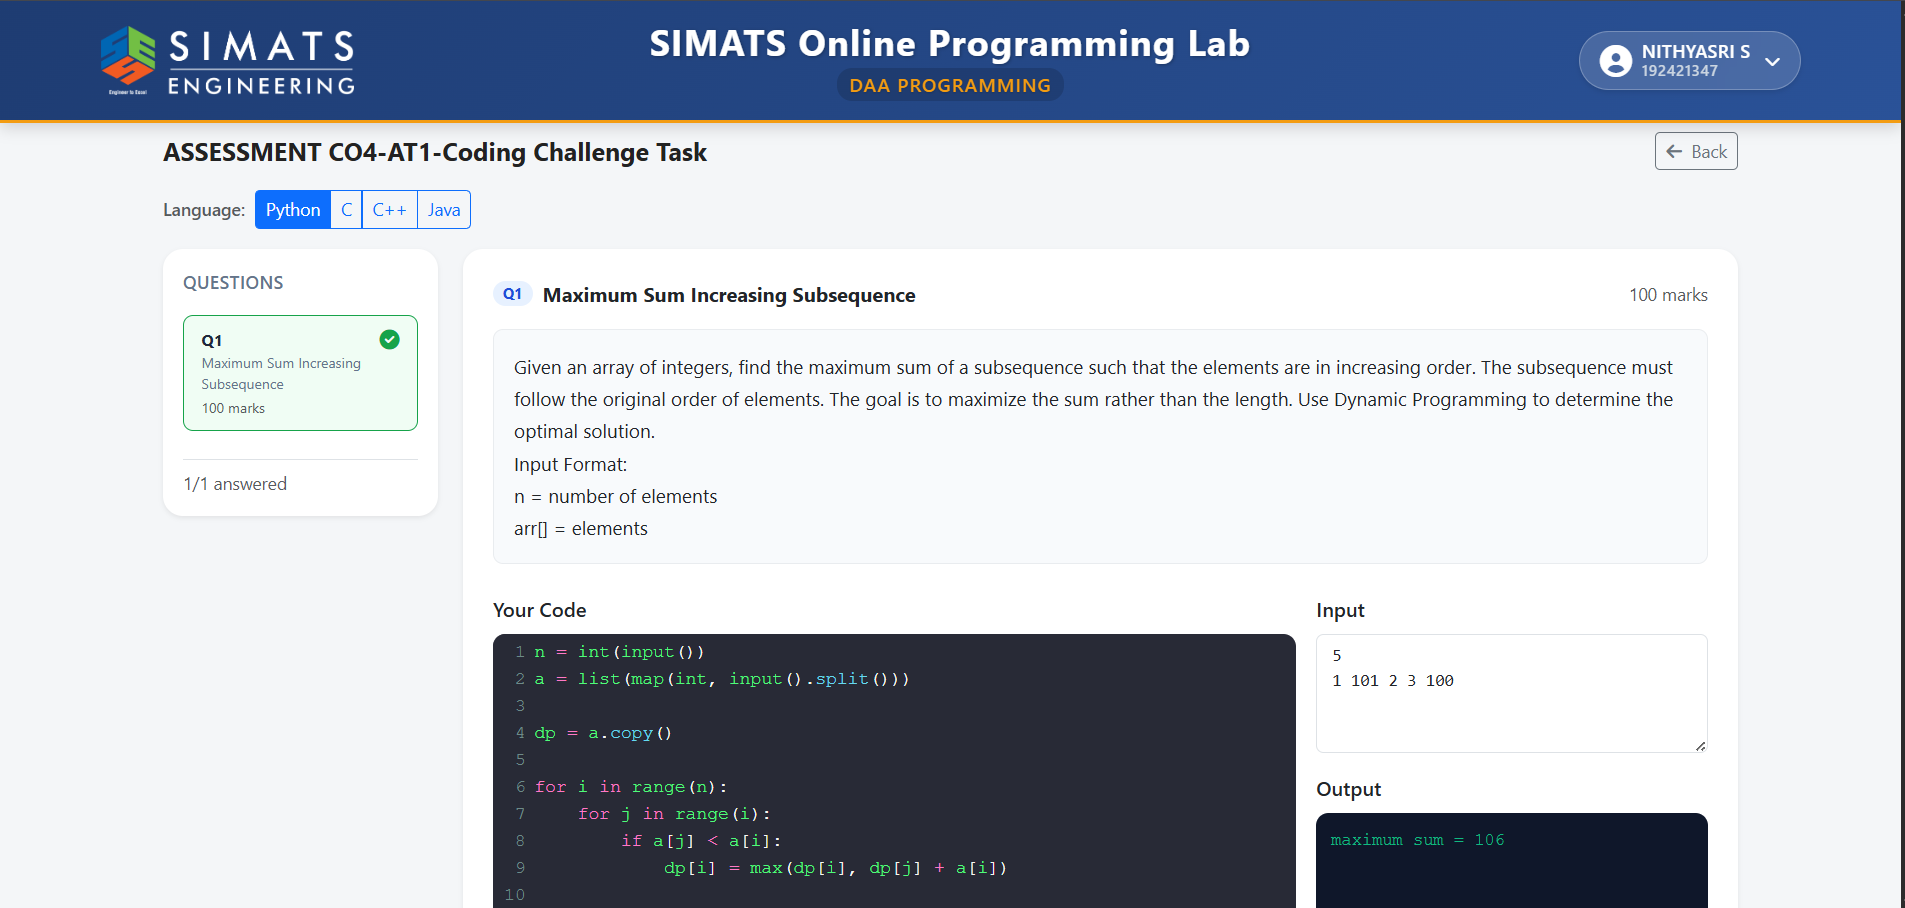 SIMATS
ENGINEERING
Engineer to Excel
SIMATS Online Programming Lab
DAA PROGRAMMING
NITHYASRI S
192421347
ASSESSMENT CO4-AT1-Coding Challenge Task
Back
Language:
Python
C
C++
Java
QUESTIONS
Q1
Maximum Sum Increasing
Subsequence
100 marks
1/1 answered
Q1 Maximum Sum Increasing Subsequence
100 marks
Given an array of integers, find the maximum sum of a subsequence such that the elements are in increasing order. The subsequence must
follow the original order of elements. The goal is to maximize the sum rather than the length. Use Dynamic Programming to determine the
optimal solution.
Input Format:
n = number of elements
arr[] = elements
Your Code
1 n = int(input())
2 a = list(map(int, input().split()))
3
4 dp = a.copy()
5
6 for i in range(n):
7     for j in range(i):
8         if a[j] < a[i]:
9             dp[i] = max(dp[i], dp[j] + a[i])
10
Input
5
1 101 2 3 100
Output
maximum sum = 106